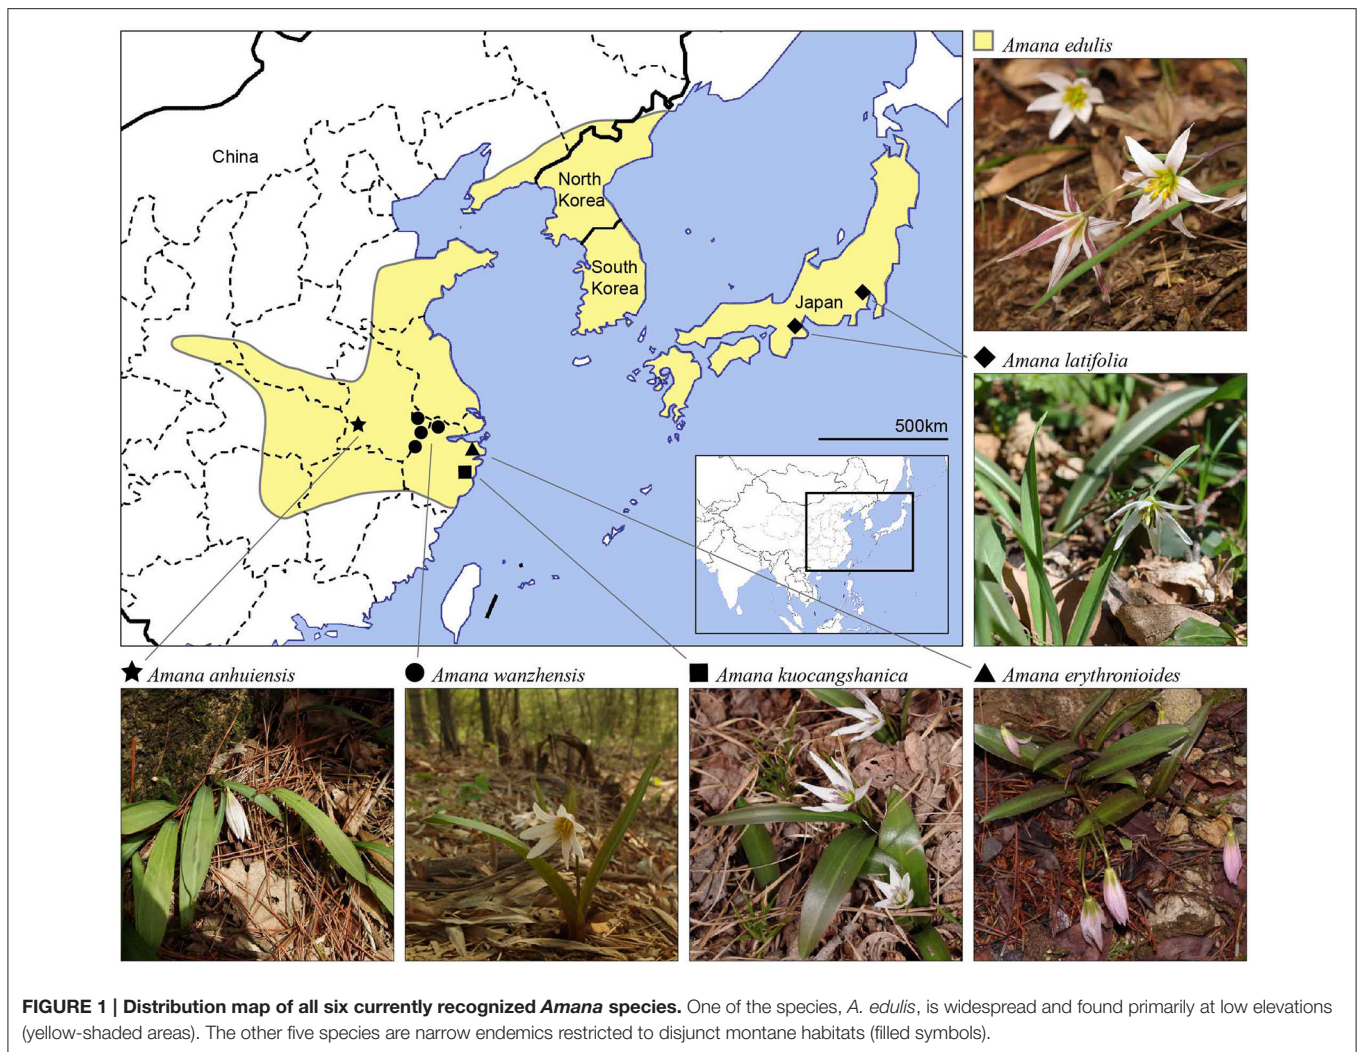 Amana edulis
China
North
Korea
South
Korea
Japan
Amana latifolia
500km
Amana anhuiensis
Amana wanzhensis
Amana kuocangshanica
Amana erythronioides
FIGURE 1 | Distribution map of all six currently recognized Amana species. One of the species, A. edulis, is widespread and found primarily at low elevations
(yellow-shaded areas). The other five species are narrow endemics restricted to disjunct montane habitats (filled symbols).